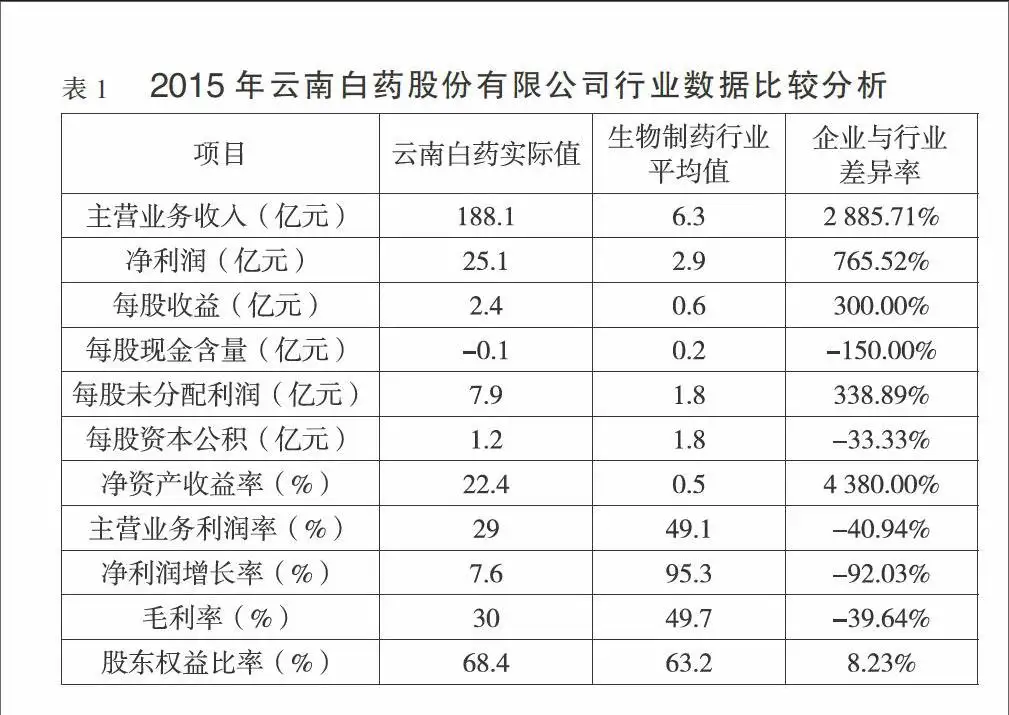 表 1 2015 年云南白药股份有限公司行业数据比较分析
项目 云南白药实际值 生物制药行业平均值 企业与行业差异率
主营业务收入（亿元） 188.1 6.3 2 885.71%
净利润（亿元） 25.1 2.9 765.52%
每股收益（亿元） 2.4 0.6 300.00%
每股现金含量（亿元） –0.1 0.2 –150.00%
每股未分配利润（亿元） 7.9 1.8 338.89%
每股资本公积（亿元） 1.2 1.8 –33.33%
净资产收益率（%） 22.4 0.5 4 380.00%
主营业务利润率（%） 29 49.1 –40.94%
净利润增长率（%） 7.6 95.3 –92.03%
毛利率（%） 30 49.7 –39.64%
股东权益比率（%） 68.4 63.2 8.23%